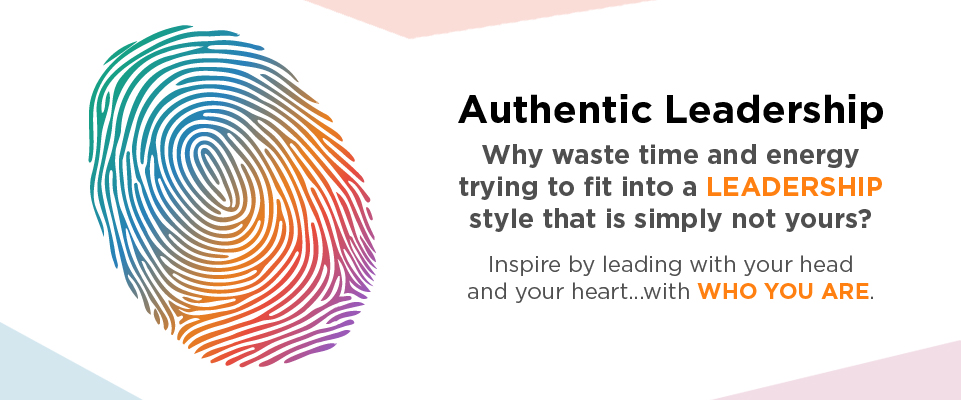 Authentic Leadership
Why waste time and energy
trying to fit into a LEADERSHIP
style that is simply not yours?
Inspire by leading with your head
and your heart...with WHO YOU ARE.